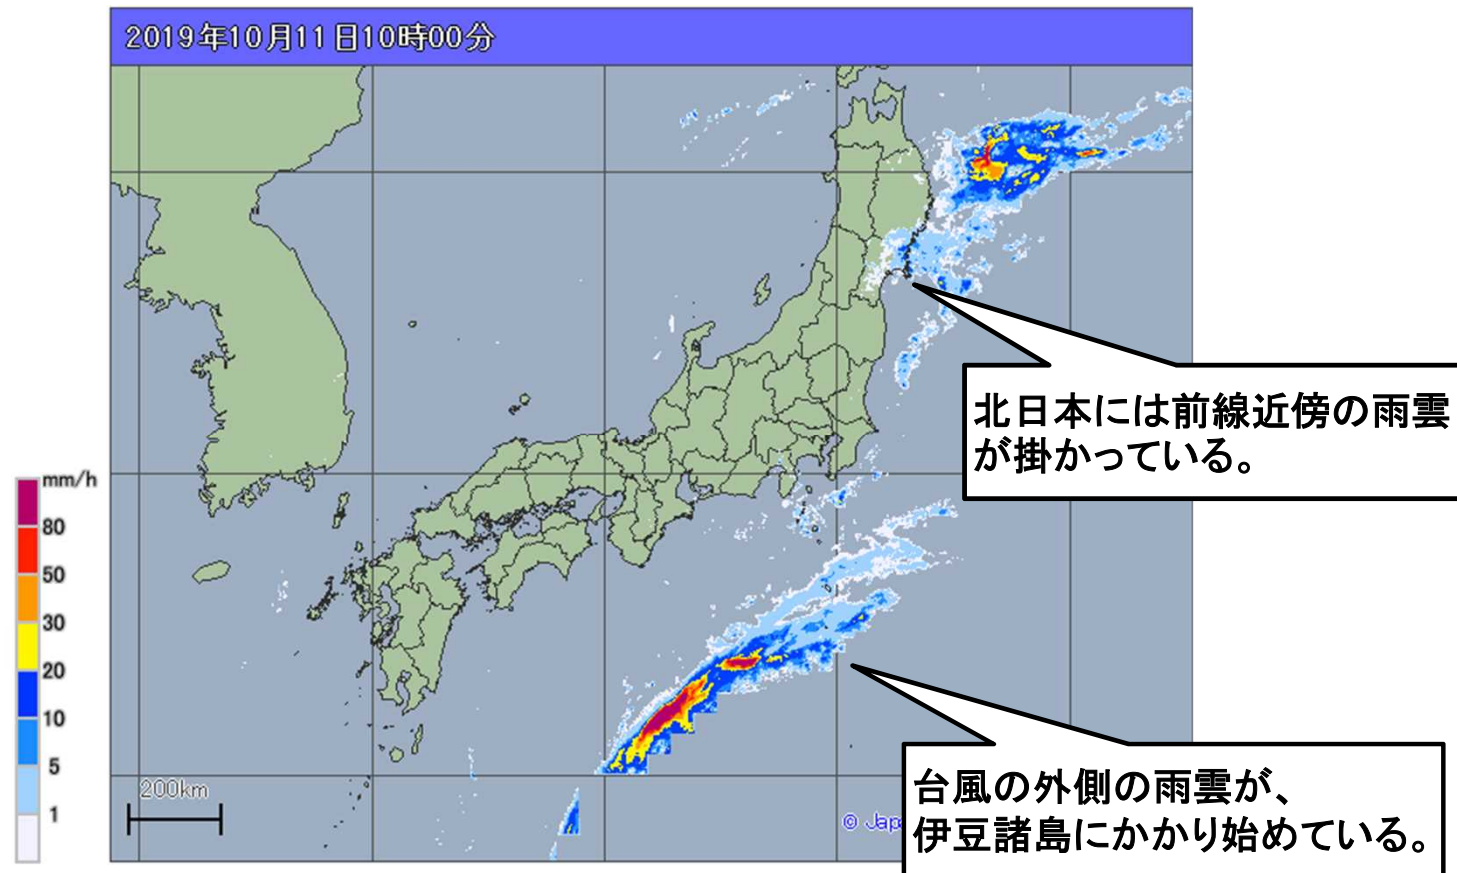 2019年10月11日10時00分
北日本には前線近傍の雨雲
が掛かっている。
mm/h
80
50
30
20
10
5
1
200km
© Jap
台風の外側の雨雲が、
伊豆諸島にかかり始めている。